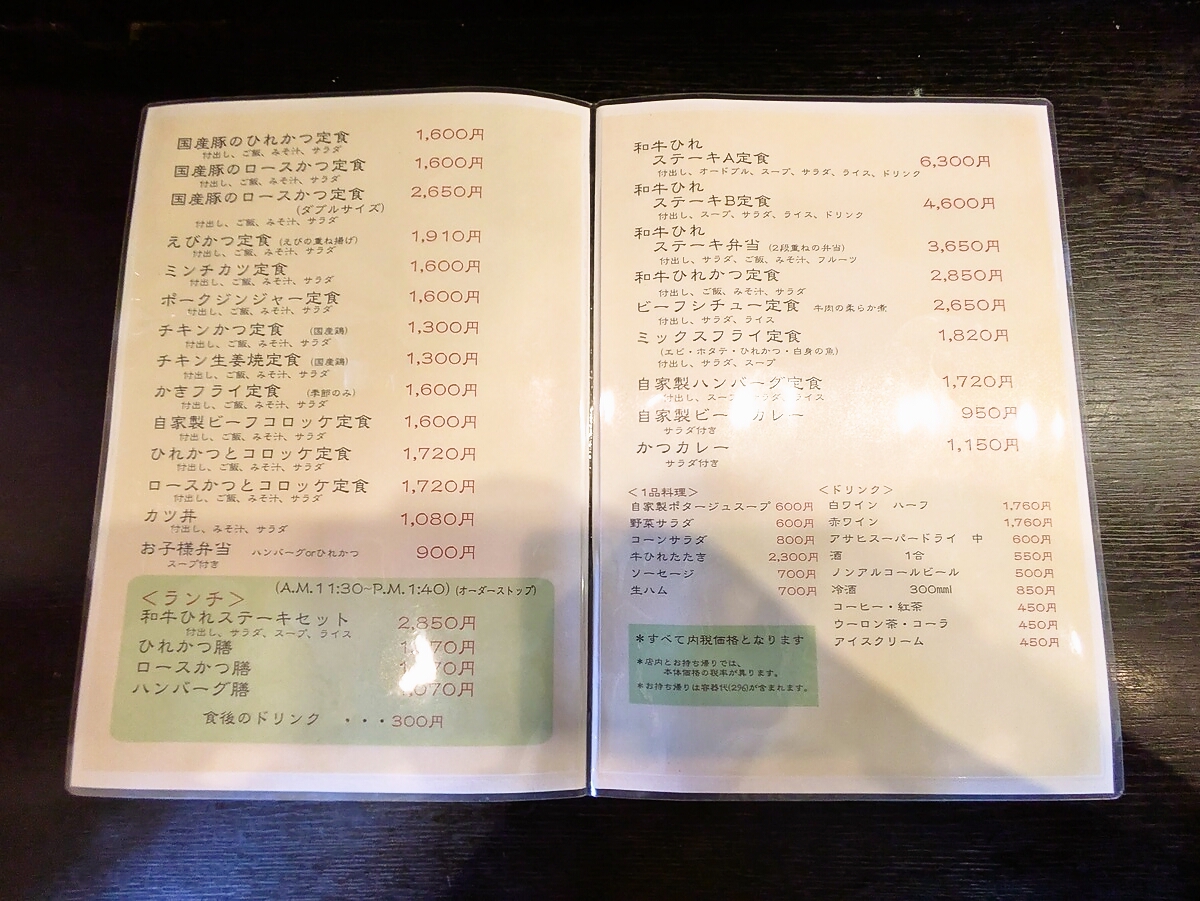 国産豚のひれかつ定食 1,600円
付出し、ご飯、みそ汁、サラダ
国産豚のロースかつ定食 1,600円
付出し、ご飯、みそ汁、サラダ
国産豚のロースかつ定食 2,650円
(ダブルサイズ)
付出し、ご飯、みそ汁、サラダ
えびかつ定食 (えびの重ね揚げ) 1,910円
付出し、ご飯、みそ汁、サラダ
ミンチカツ定食 1,600円
付出し、ご飯、みそ汁、サラダ
ポークジンジャー定食 1,600円
付出し、ご飯、みそ汁、サラダ
チキンかつ定食 (国産鶏) 1,300円
付出し、ご飯、みそ汁、サラダ
チキン生姜焼定食 (国産鶏) 1,300円
付出し、ご飯、みそ汁、サラダ
かきフライ定食 (季節のみ) 1,600円
付出し、ご飯、みそ汁、サラダ
自家製ビーフコロッケ定食 1,600円
付出し、ご飯、みそ汁、サラダ
ひれかつとコロッケ定食 1,720円
付出し、ご飯、みそ汁、サラダ
ロースかつとコロッケ定食 1,720円
付出し、ご飯、みそ汁、サラダ
カツ丼 1,080円
付出し、みそ汁、サラダ
お子様弁当 ハンバーグorひれかつ 900円
スープ付き
<ランチ> (A.M.11:30~P.M.1:40) (オーダーストップ)
和牛ひれステーキセット 2,850円
付出し、サラダ、スープ、ライス
ひれかつ膳
ロースかつ膳
ハンバーグ膳 1,070円
食後のドリンク ・・・300円
和牛ひれ
ステーキA定食 6,300円
付出し、オードブル、スープ、サラダ、ライス、ドリンク
和牛ひれ
ステーキB定食 4,600円
付出し、スープ、サラダ、ライス、ドリンク
和牛ひれ
ステーキ弁当 (2段重ねの弁当) 3,650円
付出し、サラダ、ご飯、みそ汁、フルーツ
和牛ひれかつ定食 2,850円
付出し、ご飯、みそ汁、サラダ
ビーフシチュー定食 牛肉の柔らか煮 2,650円
付出し、サラダ、ライス
ミックスフライ定食 1,820円
(エビ・ホタテ・ひれかつ・白身の魚)
付出し、サラダ、スープ
自家製ハンバーグ定食 1,720円
付出し、スープ、サラダ、ライス
自家製ビー カレー 950円
サラダ付き
かつカレー 1,150円
サラダ付き
<1品料理>
自家製ポタージュスープ 600円
野菜サラダ 600円
コーンサラダ 800円
牛ひれたたき 2,300円
ソーセージ 700円
生ハム 700円
<ドリンク>
白ワイン ハーフ 1,760円
赤ワイン 1,760円
アサヒスーパードライ 中 600円
酒 1合 550円
ノンアルコールビール 500円
冷酒 300mml 850円
コーヒー・紅茶 450円
ウーロン茶・コーラ 450円
アイスクリーム 450円
*すべて内税価格となります
*店内とお持ち帰りでは、
本体価格の税率が異ります。
*お持ち帰りは容器代(296)が含まれます。